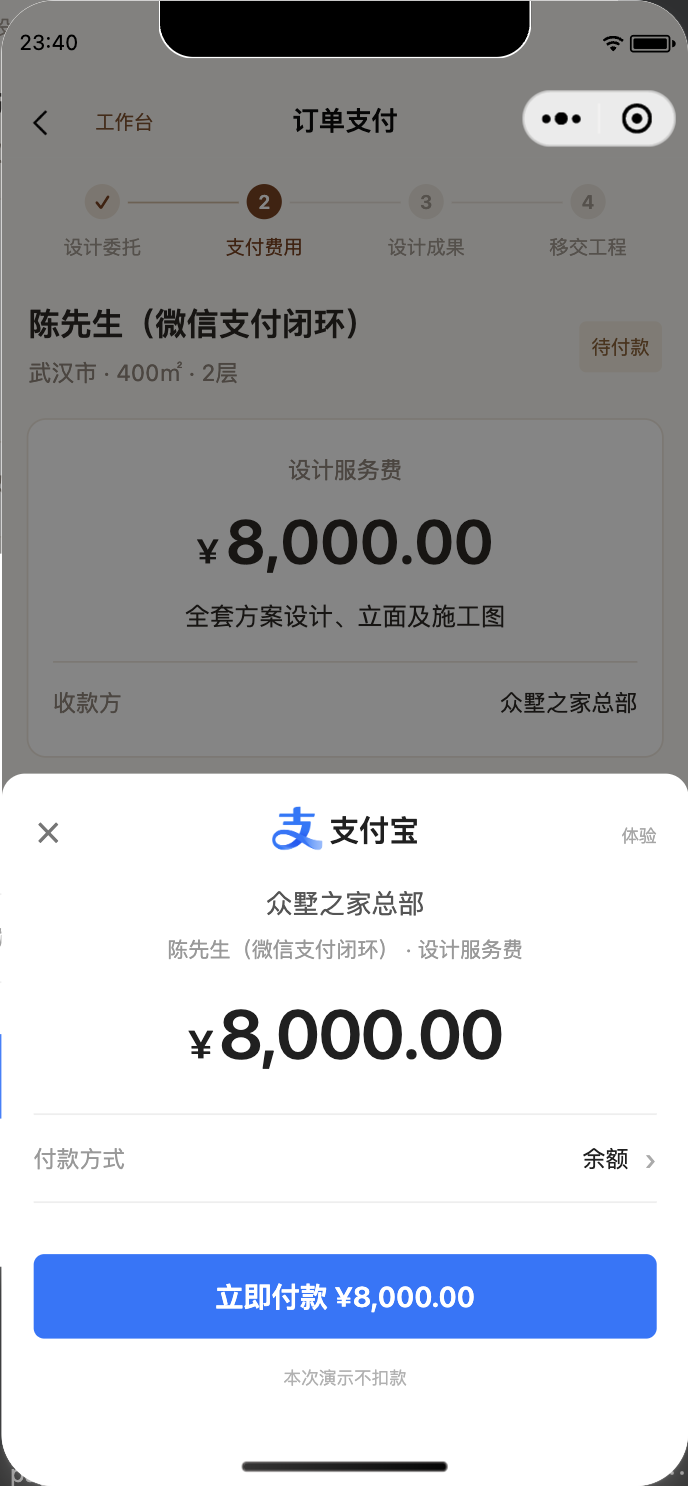 23:40
工作台
订单支付
2
3
4
设计委托
支付费用
设计成果
移交工程
陈先生（微信支付闭环）
武汉市 · 400㎡ · 2层
待付款
设计服务费
¥8,000.00
全套方案设计、立面及施工图
收款方
众墅之家总部
支付宝
体验
众墅之家总部
陈先生（微信支付闭环） · 设计服务费
¥8,000.00
付款方式
余额
立即付款 ¥8,000.00
本次演示不扣款